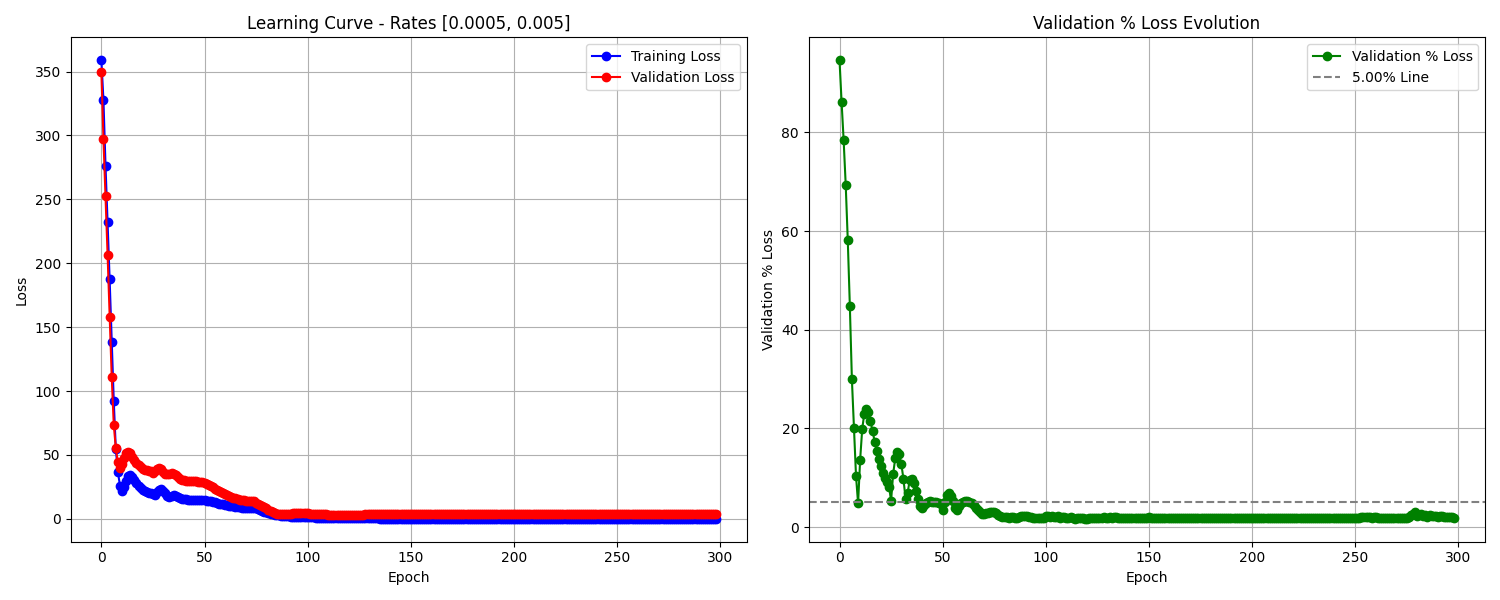 Learning Curve - Rates [0.0005, 0.005]
Training Loss
Validation Loss
350
300
250
200
150
100
50
0
Loss
0 50 100 150 200 250 300
Epoch
Validation % Loss Evolution
Validation % Loss
5.00% Line
80
60
40
20
0
Validation % Loss
0 50 100 150 200 250 300
Epoch